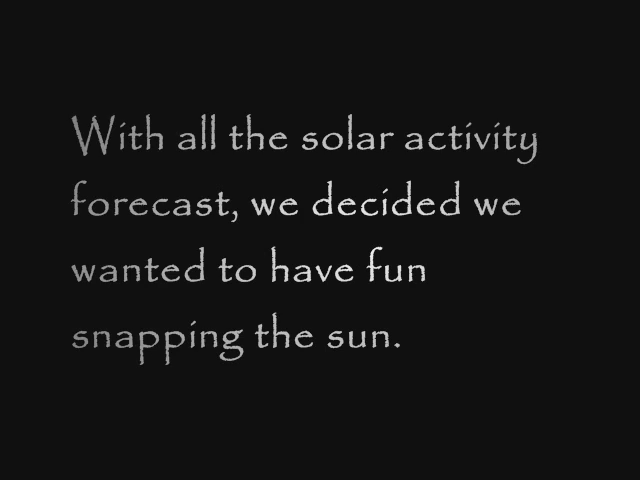 With all the solar activity
forecast, we decided we
wanted to have fun
snapping the sun.